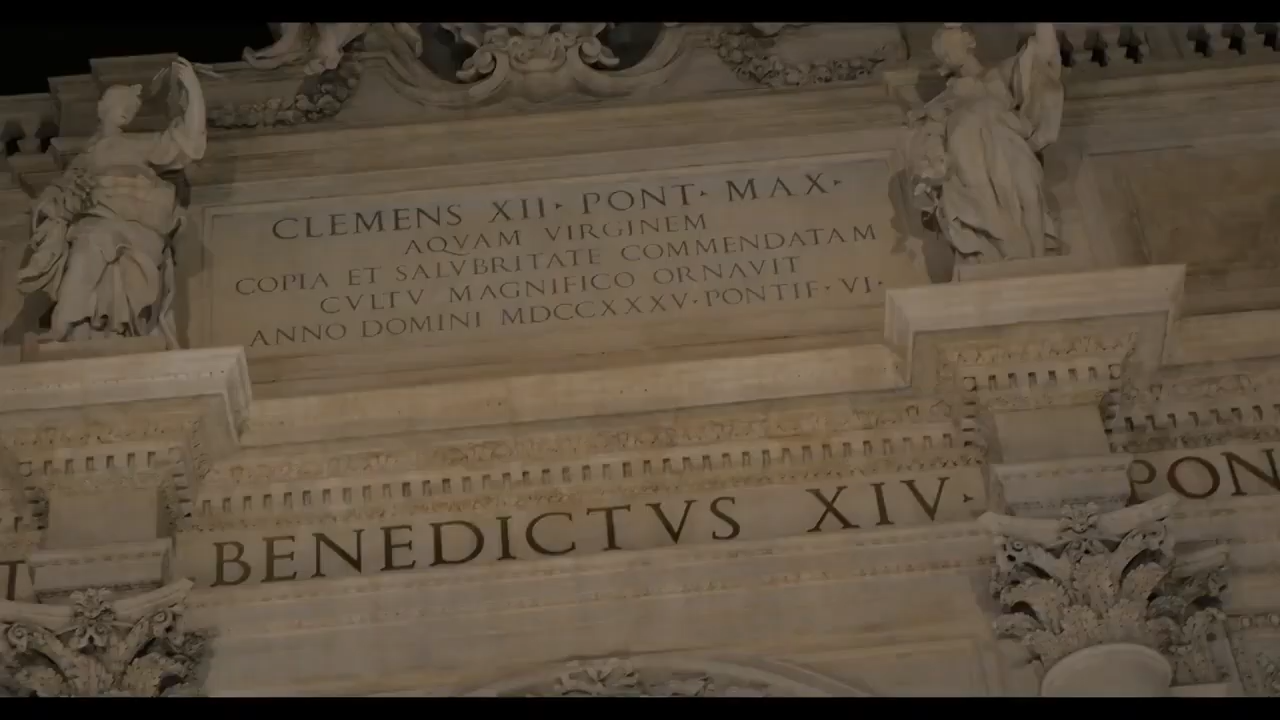 CLEMENS XII· PONT· MAX·
AQVAM VIRGINEM
COPIA ET SALVBRITATE COMMENDATAM
CVLTV MAGNIFICO ORNAVIT
ANNO DOMINI MDCCXXXV·PONTIF·VI·
BENEDICTVS XIV· PON